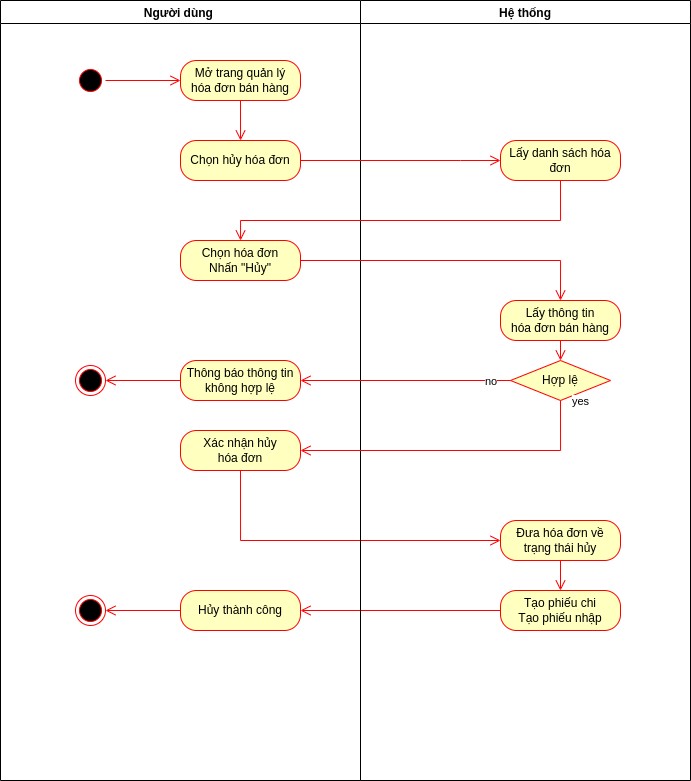 Người dùng
Hệ thống
Mở trang quản lý
hóa đơn bán hàng
Chọn hủy hóa đơn
Lấy danh sách hóa
đơn
Chọn hóa đơn
Nhấn "Hủy"
Lấy thông tin
hóa đơn bán hàng
Thông báo thông tin
không hợp lệ
no
Hợp lệ
yes
Xác nhận hủy
hóa đơn
Đưa hóa đơn về
trạng thái hủy
Hủy thành công
Tạo phiếu chi
Tạo phiếu nhập